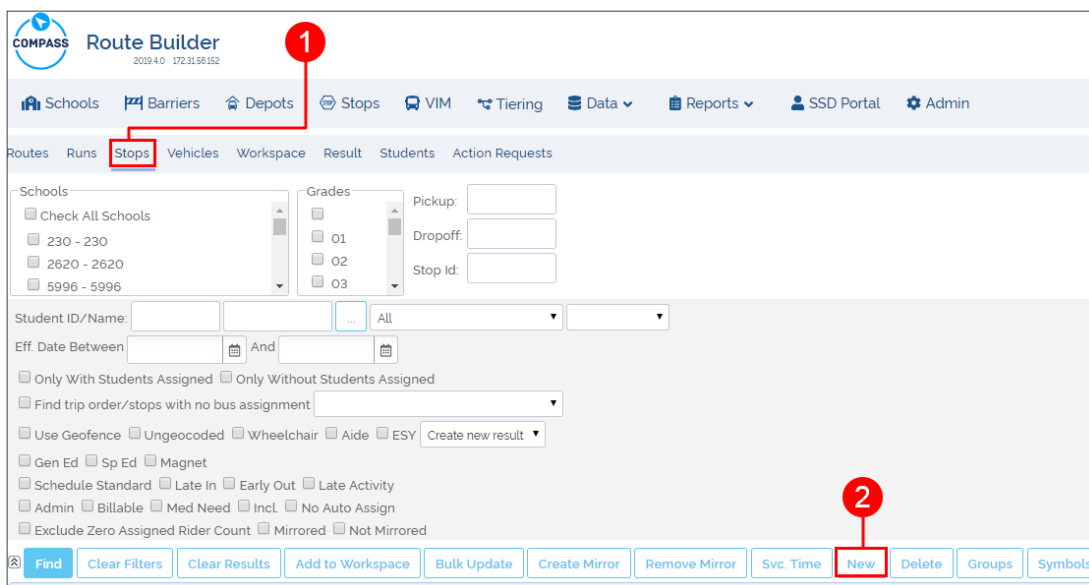 COMPASS
Route Builder
2019.4.0 172.31.56.152
1
Schools Barriers Depots STOP Stops VIM Tiering Data Reports SSD Portal Admin
Routes Runs Stops Vehicles Workspace Result Students Action Requests
Schools
Check All Schools
230 - 230
2620 - 2620
5996 - 5996
Grades
01
02
03
Pickup:
Dropoff:
Stop Id:
Student ID/Name: ... All
Eff. Date Between And
Only With Students Assigned Only Without Students Assigned
Find trip order/stops with no bus assignment
Use Geofence Ungeocoded Wheelchair Aide ESY Create new result
Gen Ed Sp Ed Magnet
Schedule Standard Late In Early Out Late Activity
Admin Billable Med Need Incl. No Auto Assign
Exclude Zero Assigned Rider Count Mirrored Not Mirrored
2
Find Clear Filters Clear Results Add to Workspace Bulk Update Create Mirror Remove Mirror Svc. Time New Delete Groups Symbols